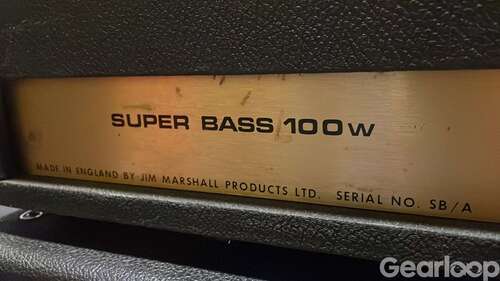 SUPER BASS 100W
MADE IN ENGLAND BY JIM MARSHALL PRODUCTS LTD. SERIAL NO. SB/A
Gearloop